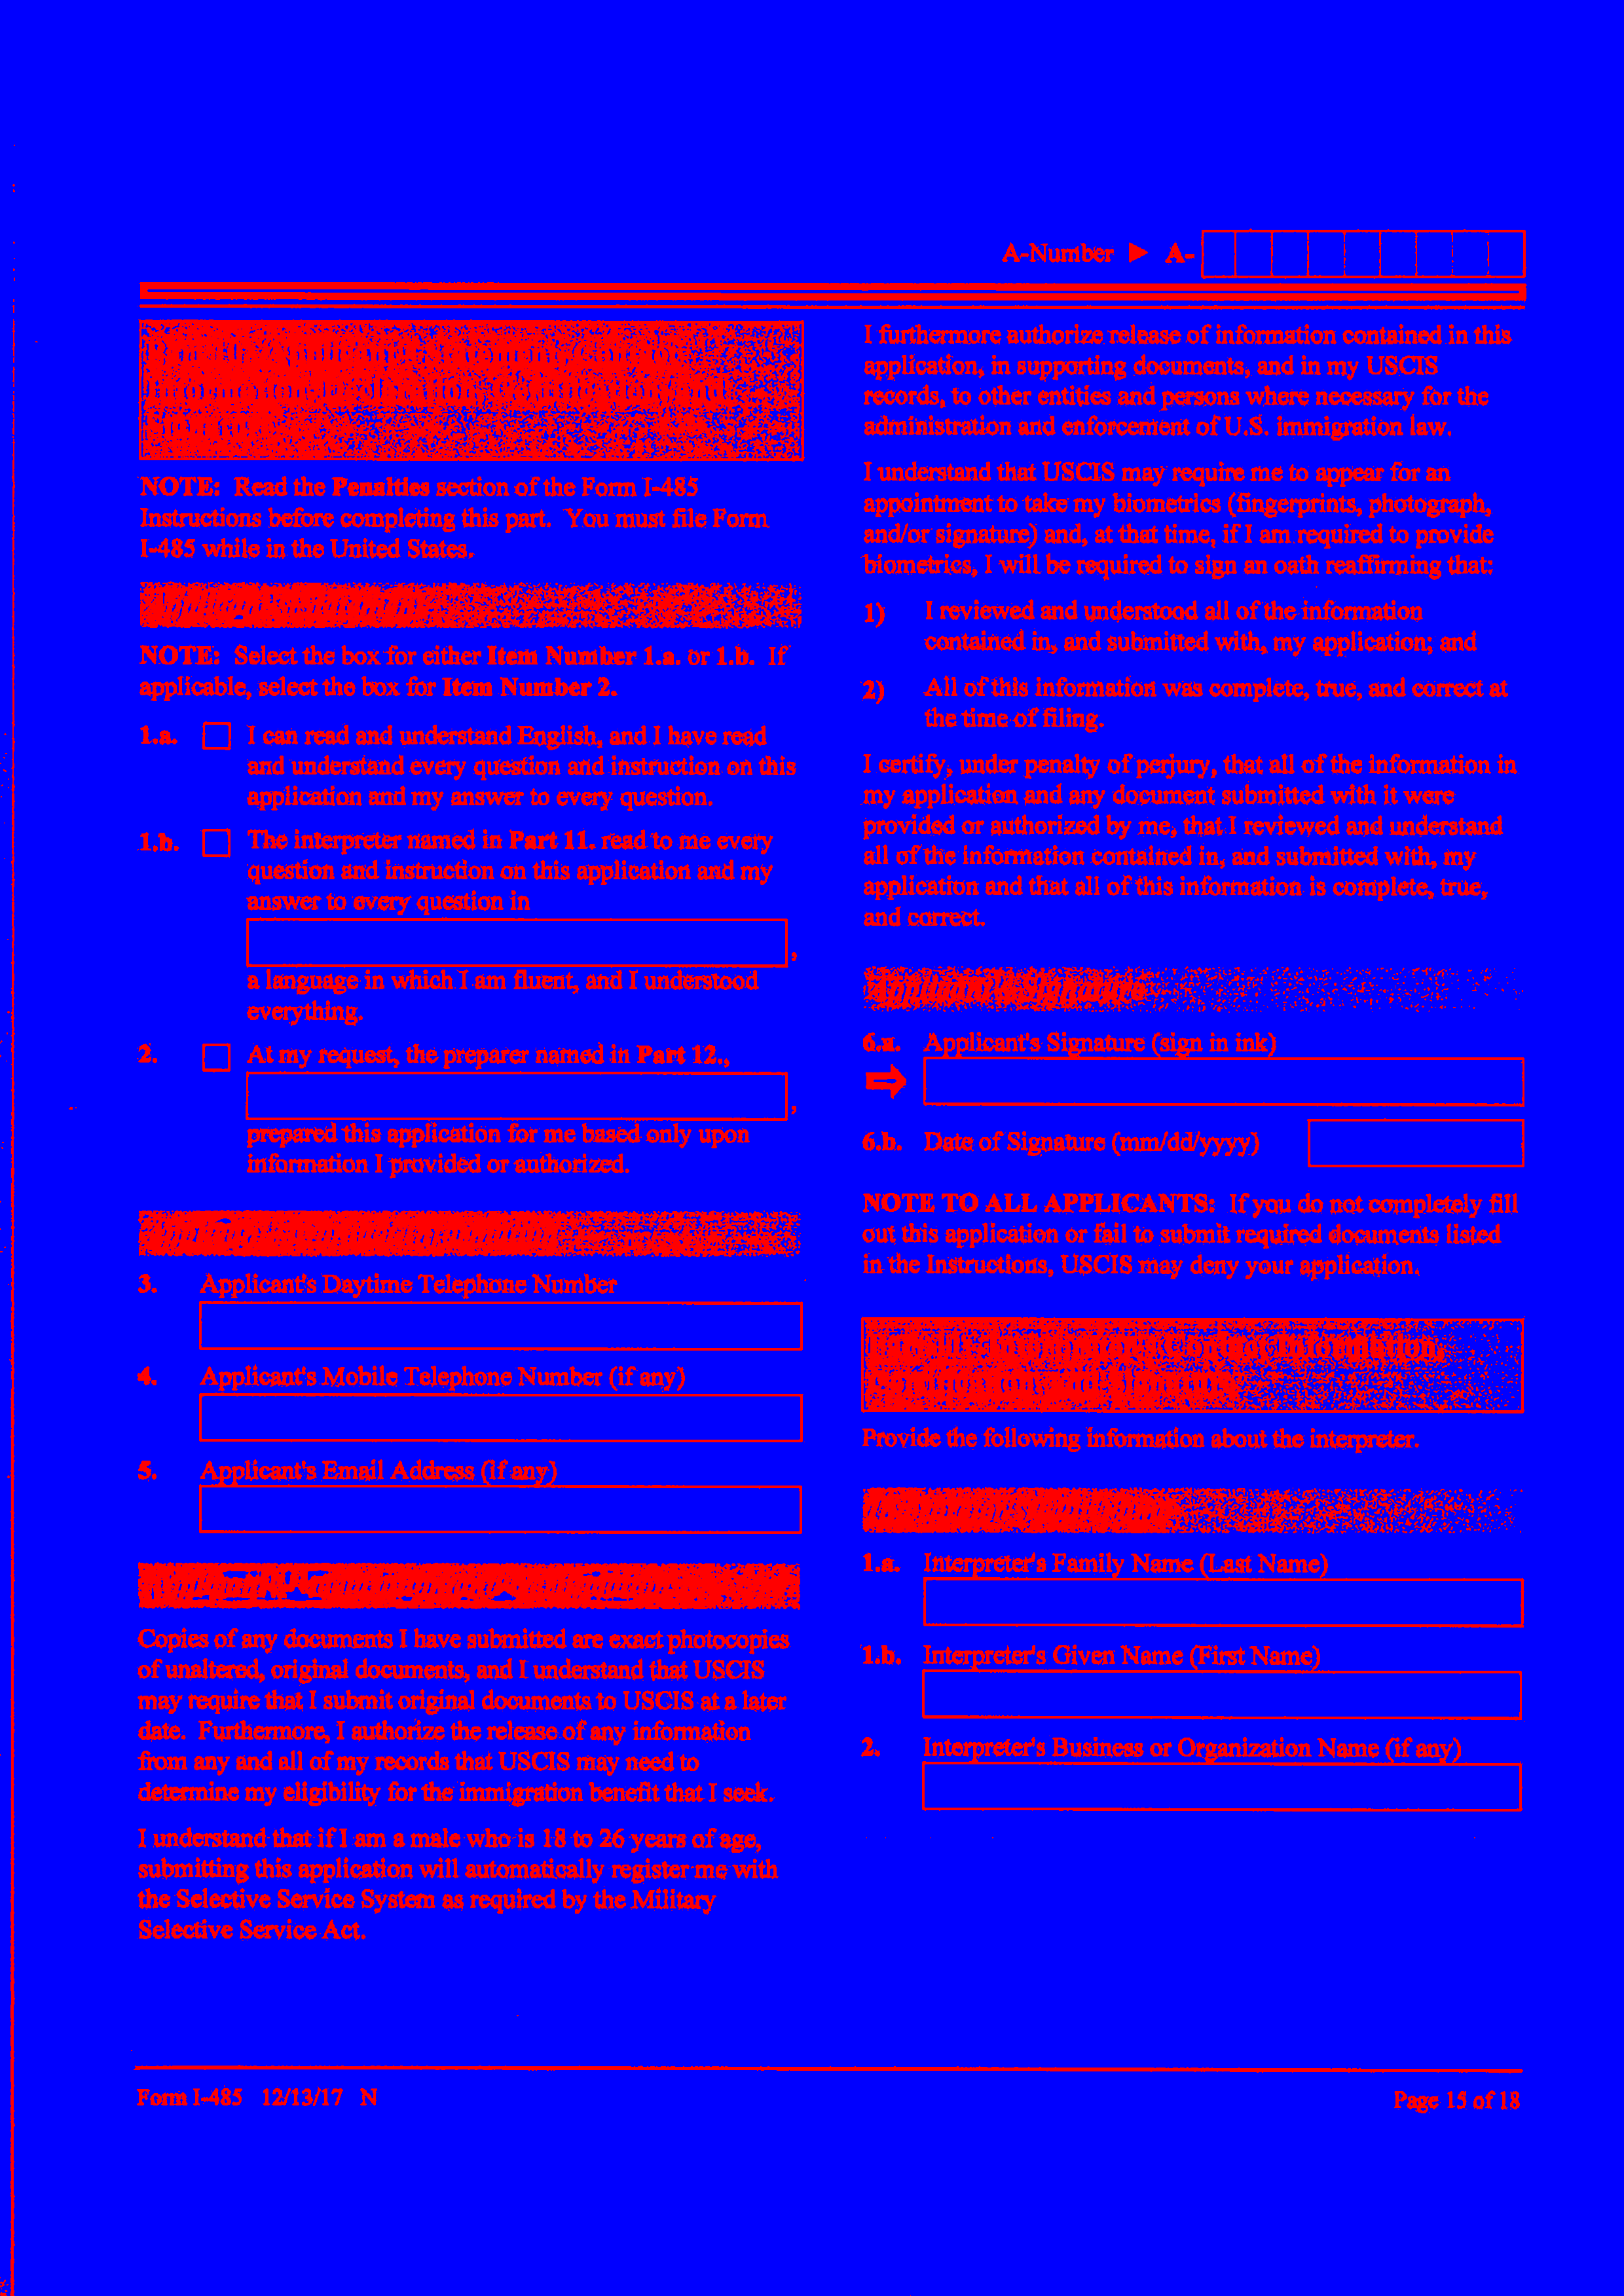 A-Number ► A-
NOTE: Read the Penalties section of the Form I-485
Instructions before completing this part. You must file Form
I-485 while in the United States.
NOTE: Select the box for either Item Number 1.a. or 1.b. If
applicable, select the box for Item Number 2.
1.a. I can read and understand English, and I have read
and understand every question and instruction on this
application and my answer to every question.
1.b. The interpreter named in Part 11. read to me every
question and instruction on this application and my
answer to every question in
,
a language in which I am fluent, and I understood
everything.
2. At my request, the preparer named in Part 12.,
,
prepared this application for me based only upon
information I provided or authorized.
3. Applicant's Daytime Telephone Number
4. Applicant's Mobile Telephone Number (if any)
5. Applicant's Email Address (if any)
Copies of any documents I have submitted are exact photocopies
of unaltered, original documents, and I understand that USCIS
may require that I submit original documents to USCIS at a later
date. Furthermore, I authorize the release of any information
from any and all of my records that USCIS may need to
determine my eligibility for the immigration benefit that I seek.
I understand that if I am a male who is 18 to 26 years of age,
submitting this application will automatically register me with
the Selective Service System as required by the Military
Selective Service Act.
I furthermore authorize release of information contained in this
application, in supporting documents, and in my USCIS
records, to other entities and persons where necessary for the
administration and enforcement of U.S. immigration law.
I understand that USCIS may require me to appear for an
appointment to take my biometrics (fingerprints, photograph,
and/or signature) and, at that time, if I am required to provide
biometrics, I will be required to sign an oath reaffirming that:
1) I reviewed and understood all of the information
contained in, and submitted with, my application; and
2) All of this information was complete, true, and correct at
the time of filing.
I certify, under penalty of perjury, that all of the information in
my application and any document submitted with it were
provided or authorized by me, that I reviewed and understand
all of the information contained in, and submitted with, my
application and that all of this information is complete, true,
and correct.
Applicant's Signature
6.a. Applicant's Signature (sign in ink)
6.b. Date of Signature (mm/dd/yyyy)
NOTE TO ALL APPLICANTS: If you do not completely fill
out this application or fail to submit required documents listed
in the Instructions, USCIS may deny your application.
Provide the following information about the interpreter.
1.a. Interpreter's Family Name (Last Name)
1.b. Interpreter's Given Name (First Name)
2. Interpreter's Business or Organization Name (if any)
Form I-485 12/13/17 N
Page 15 of 18